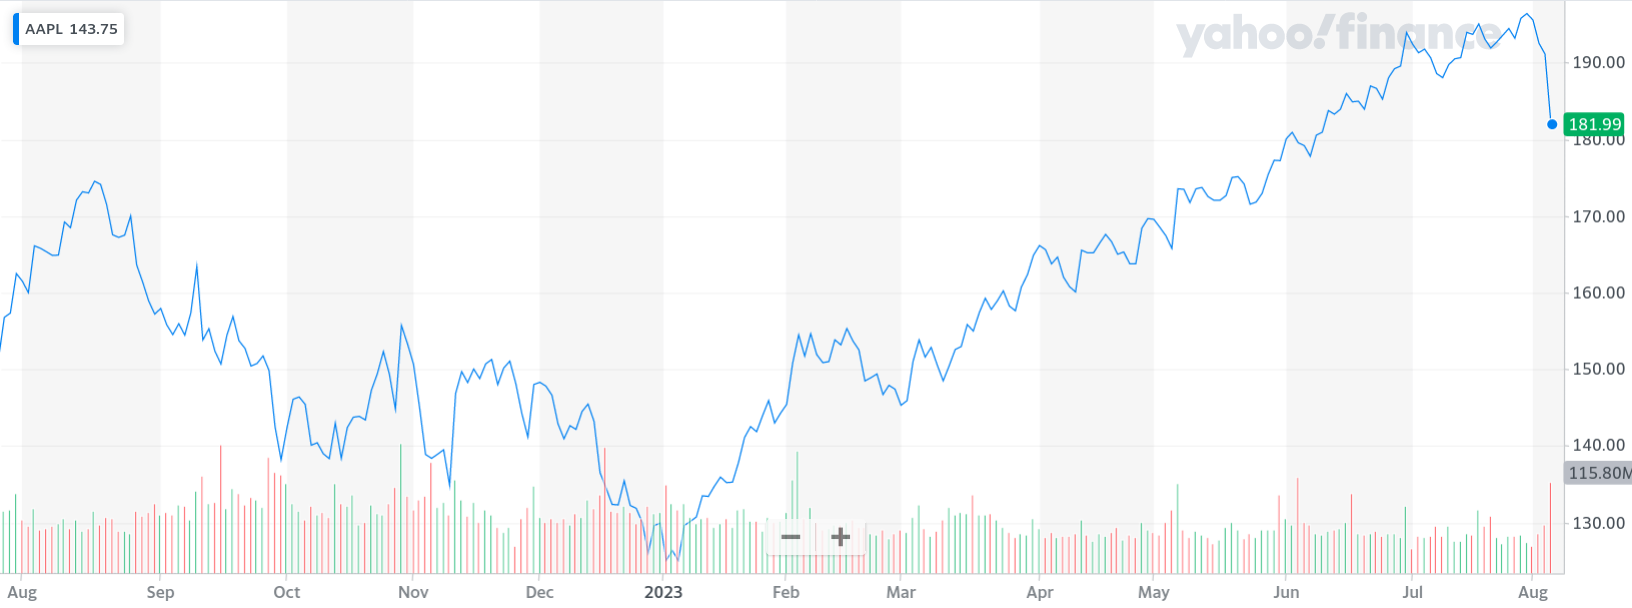 AAPL 143.75
yahoo!finance
190.00
181.99
180.00
170.00
160.00
150.00
140.00
115.80M
130.00
Aug Sep Oct Nov Dec 2023 Feb Mar Apr May Jun Jul Aug